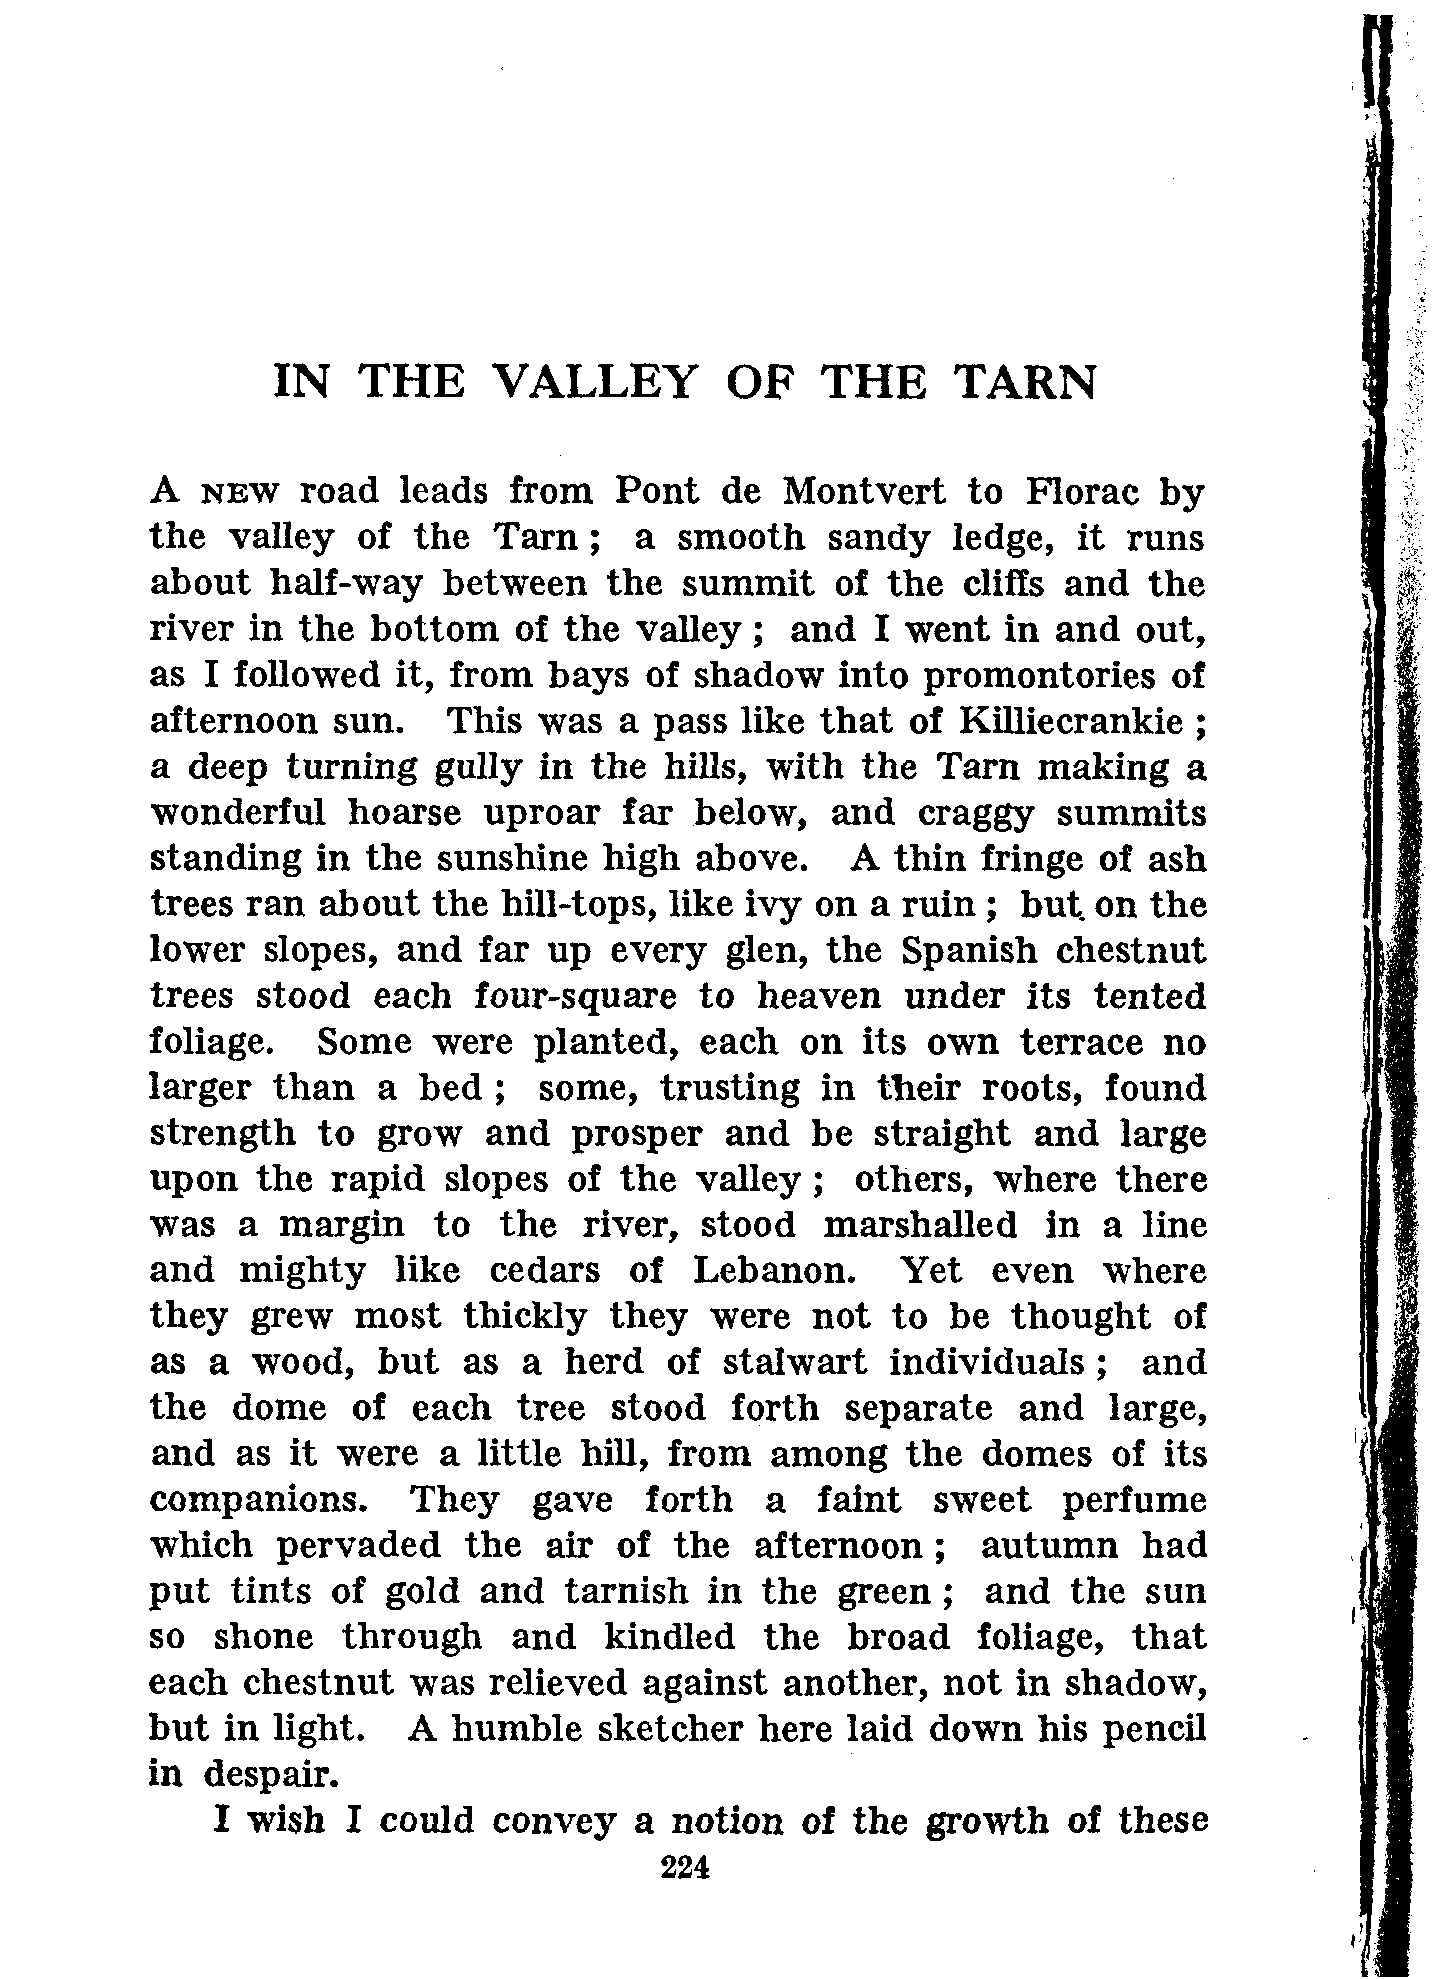 IN THE VALLEY OF THE TARN
A NEW road leads from Pont de Montvert to Florac by
the valley of the Tarn ; a smooth sandy ledge, it runs
about half-way between the summit of the cliffs and the
river in the bottom of the valley ; and I went in and out,
as I followed it, from bays of shadow into promontories of
afternoon sun. This was a pass like that of Killiecrankie ;
a deep turning gully in the hills, with the Tarn making a
wonderful hoarse uproar far below, and craggy summits
standing in the sunshine high above. A thin fringe of ash
trees ran about the hill-tops, like ivy on a ruin ; but on the
lower slopes, and far up every glen, the Spanish chestnut
trees stood each four-square to heaven under its tented
foliage. Some were planted, each on its own terrace no
larger than a bed ; some, trusting in their roots, found
strength to grow and prosper and be straight and large
upon the rapid slopes of the valley ; others, where there
was a margin to the river, stood marshalled in a line
and mighty like cedars of Lebanon. Yet even where
they grew most thickly they were not to be thought of
as a wood, but as a herd of stalwart individuals ; and
the dome of each tree stood forth separate and large,
and as it were a little hill, from among the domes of its
companions. They gave forth a faint sweet perfume
which pervaded the air of the afternoon ; autumn had
put tints of gold and tarnish in the green ; and the sun
so shone through and kindled the broad foliage, that
each chestnut was relieved against another, not in shadow,
but in light. A humble sketcher here laid down his pencil
in despair.
I wish I could convey a notion of the growth of these
224